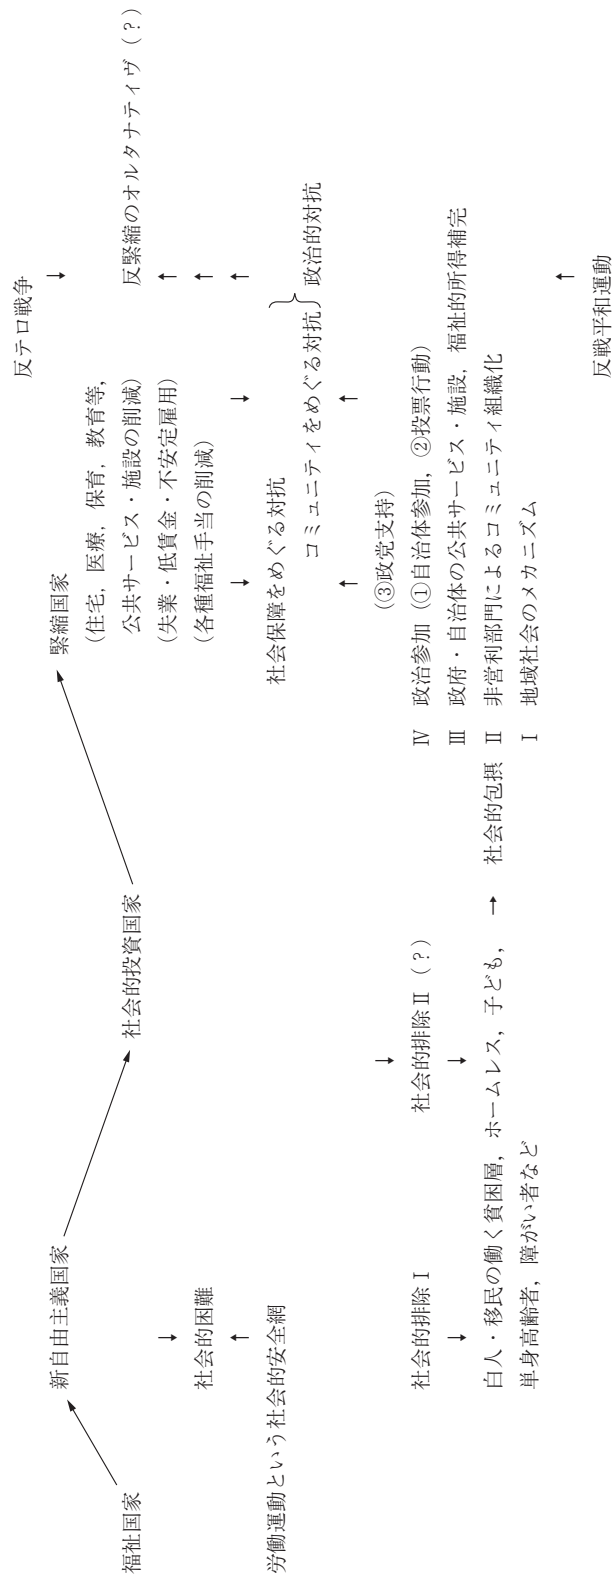 反テロ戦争
↓
福祉国家
新自由主義国家
社会的投資国家
緊縮国家
(住宅，医療，保育，教育等，
公共サービス・施設の削減)
(失業・低賃金・不安定雇用)
(各種福祉手当の削減)
反緊縮のオルタナティヴ（？）
↑
↑
↑
↓
社会的困難
↑
労働運動という社会的安全網
↓
↓
社会保障をめぐる対抗
コミュニティをめぐる対抗
政治的対抗
↑
↑
(③政党支持)
↓
社会的排除Ⅰ
社会的排除Ⅱ（？）
↓
↓
白人・移民の働く貧困層，ホームレス，子ども，
単身高齢者，障がい者など
→
社会的包摂
Ⅳ 政治参加（①自治体参加，②投票行動）
Ⅲ 政府・自治体の公共サービス・施設，福祉的所得補完
Ⅱ 非営利部門によるコミュニティ組織化
Ⅰ 地域社会のメカニズム
↑
反戦平和運動